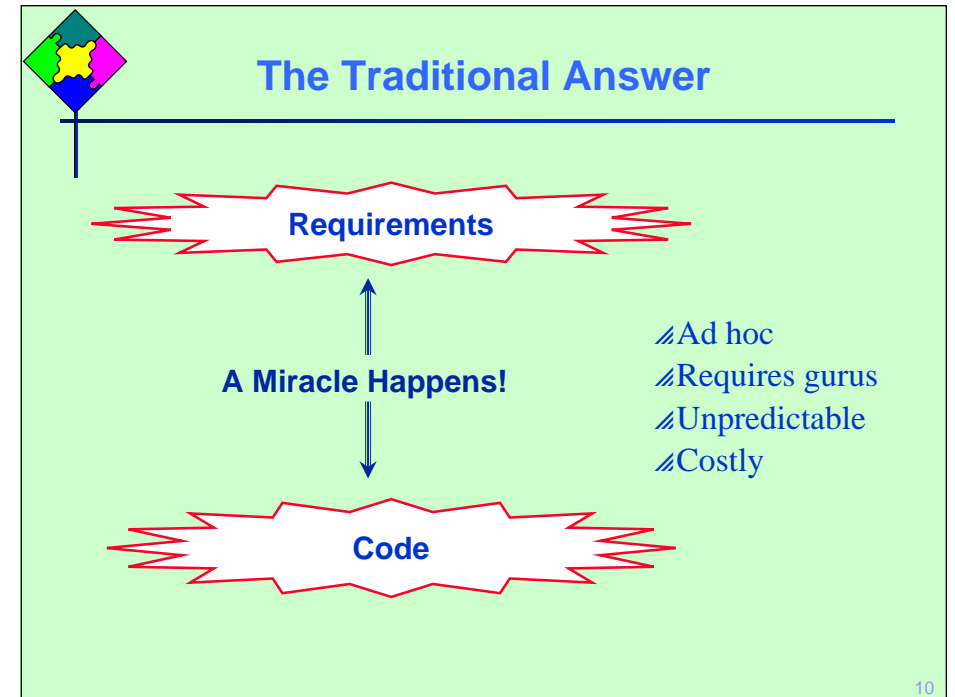 The Traditional Answer
Requirements
A Miracle Happens!
Code
Ad hoc
Requires gurus
Unpredictable
Costly
10